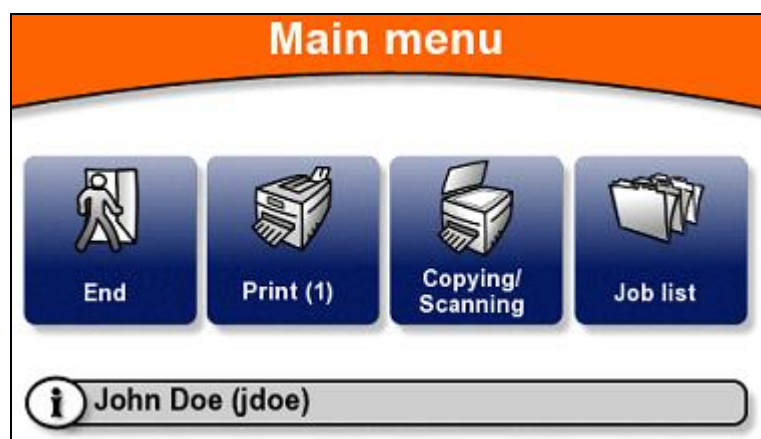 Main menu
End
Print (1)
Copying/
Scanning
Job list
i John Doe (jdoe)